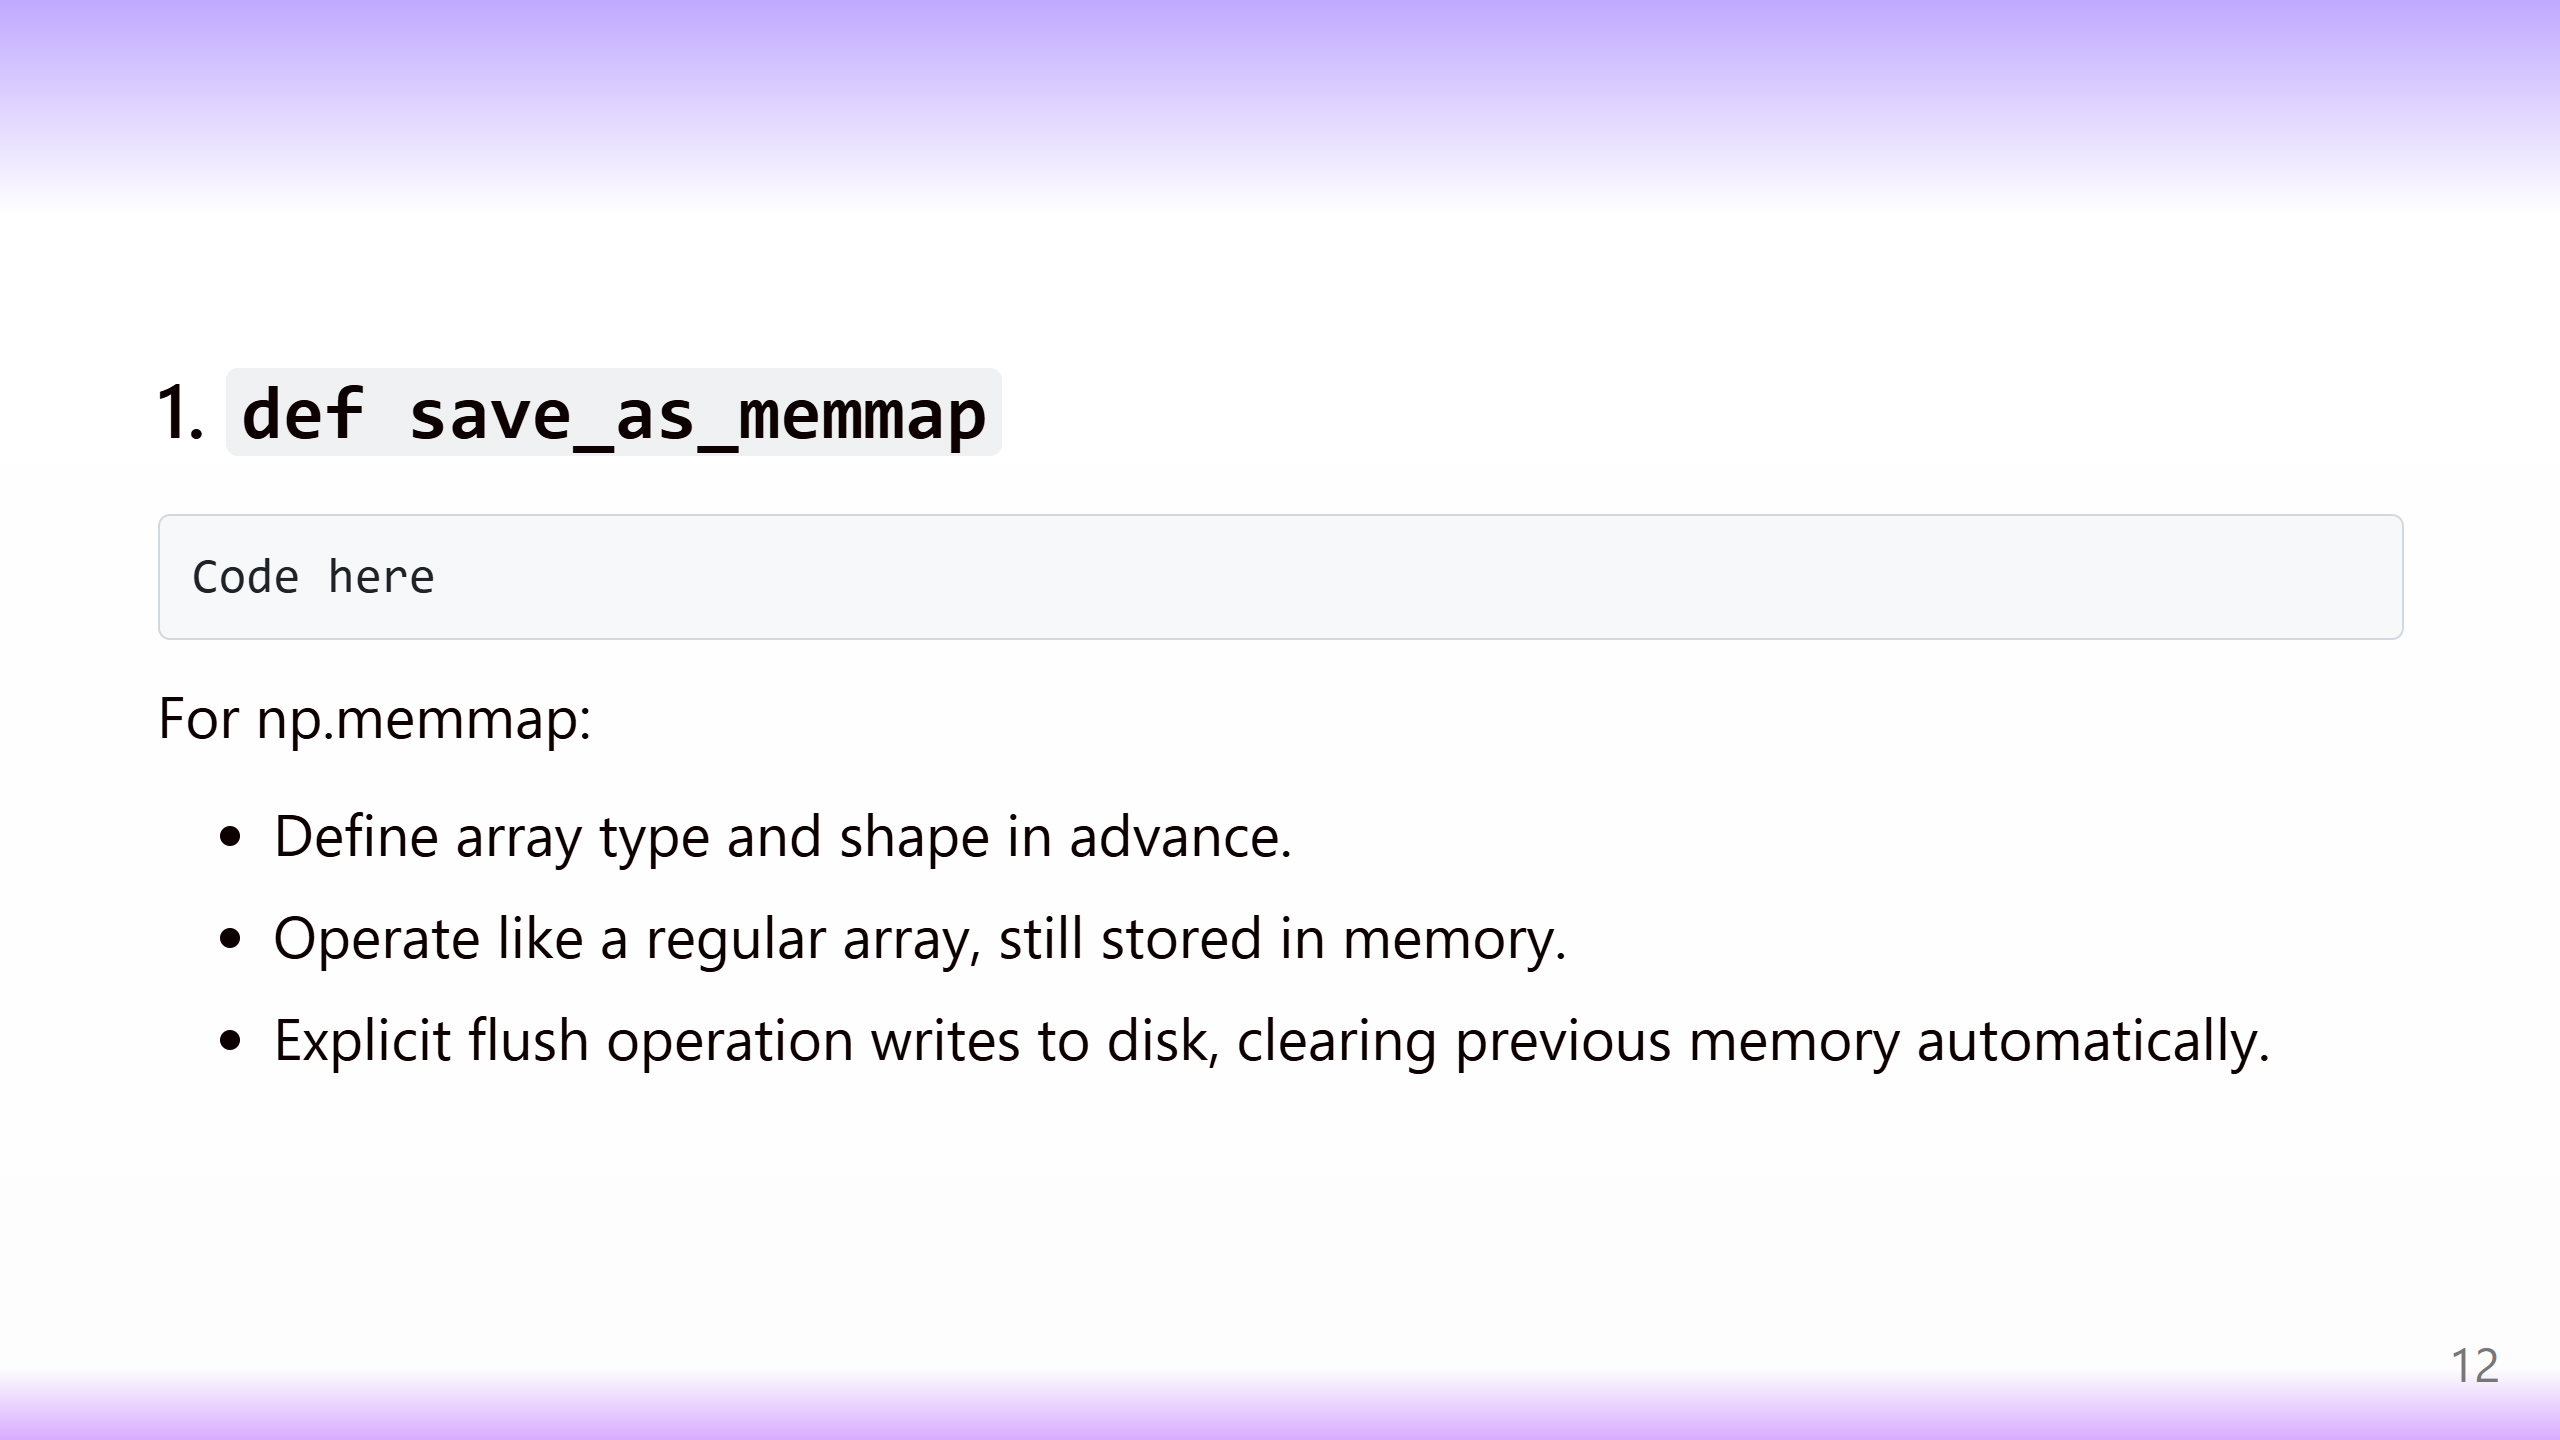 1. def save_as_memmap
Code here
For np.memmap:
• Define array type and shape in advance.
• Operate like a regular array, still stored in memory.
• Explicit flush operation writes to disk, clearing previous memory automatically.
12